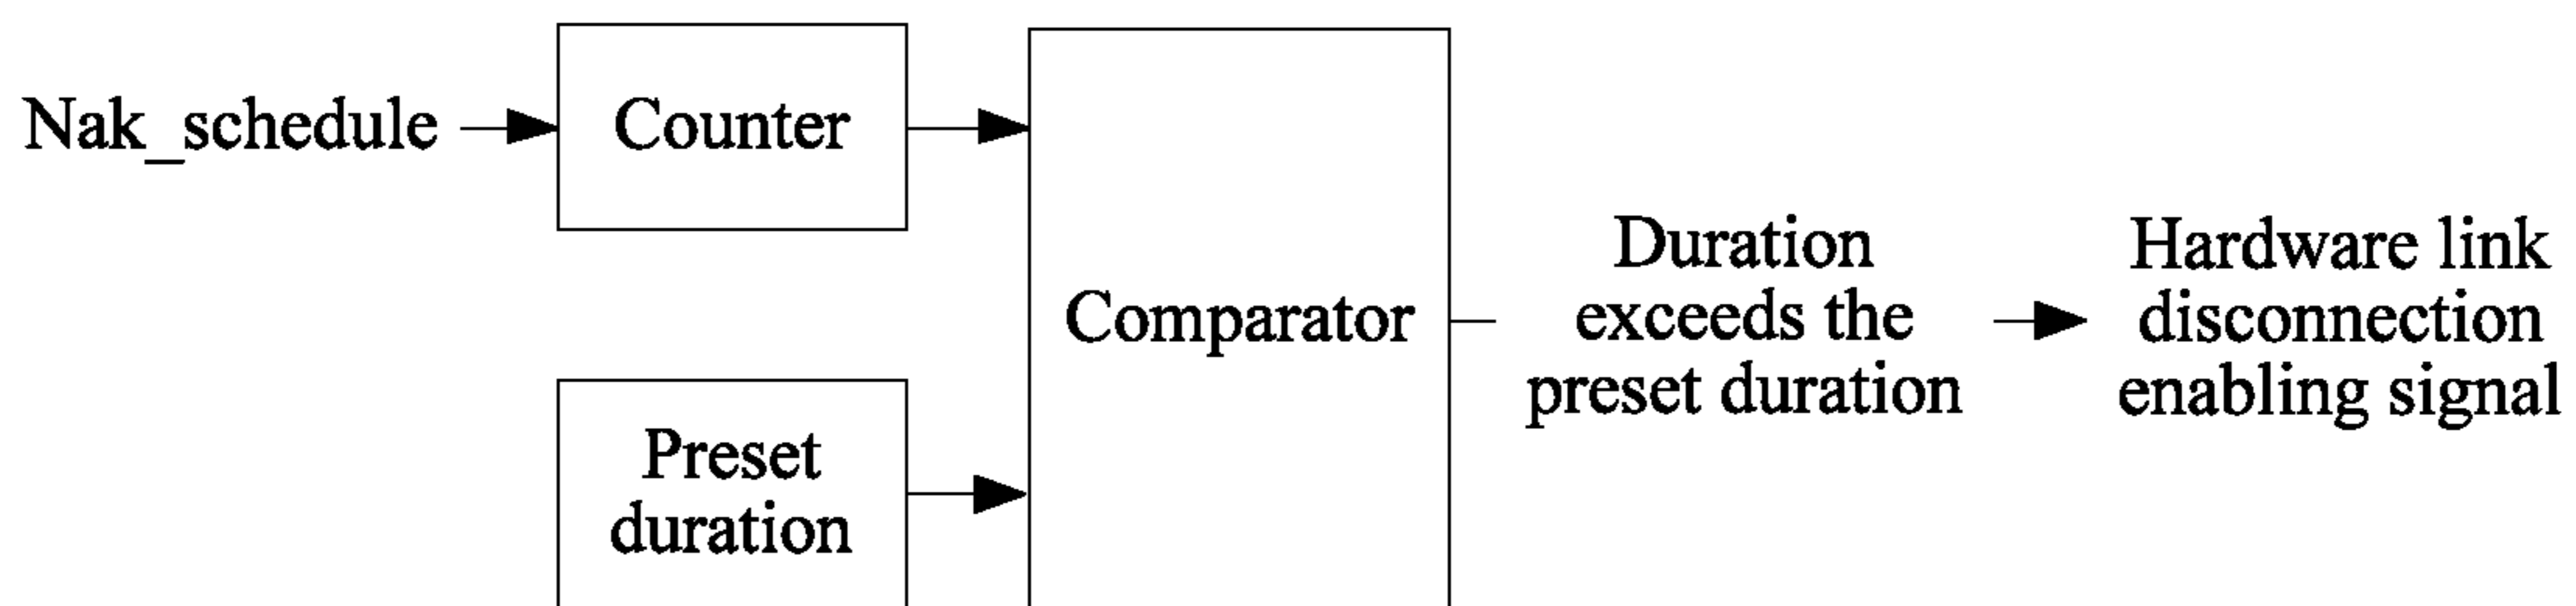 Nak_schedule
Counter
Preset
duration
Comparator
Duration
exceeds the
preset duration
Hardware link
disconnection
enabling signal